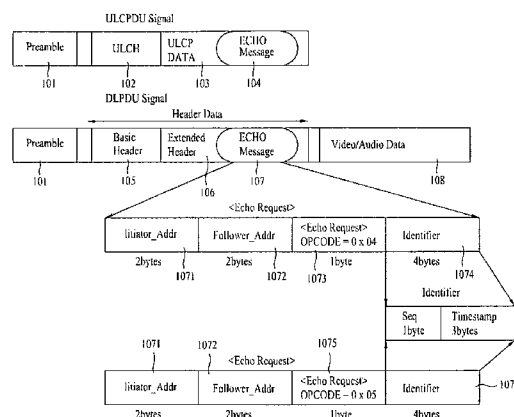 ULCPDU Signal
Preamble
ULCH
ULCP
DATA
ECHO
Message
101
102
103
104
DLPDU Signal
Header Data
Preamble
Basic
Header
Extended
Header
ECHO
Message
Video/Audio Data
101
105
106
107
108
<Echo Request>
Iitiator_Addr
Follower_Addr
<Echo Request>
OPCODE = 0 x 04
Identifier
2bytes
1071
2bytes
1072
1073
1byte
4bytes
1074
Identifier
Seq
1byte
Timestamp
3bytes
1071
1072
<Echo Request>
1075
Iitiator_Addr
Follower_Addr
<Echo Request>
OPCODE = 0 x 05
Identifier
107
2bytes
2bytes
1byte
4bytes